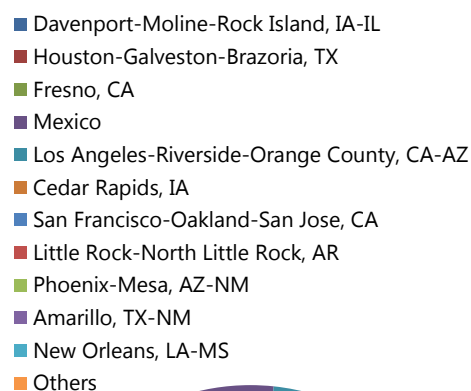 Davenport-Moline-Rock Island, IA-IL
Houston-Galveston-Brazoria, TX
Fresno, CA
Mexico
Los Angeles-Riverside-Orange County, CA-AZ
Cedar Rapids, IA
San Francisco-Oakland-San Jose, CA
Little Rock-North Little Rock, AR
Phoenix-Mesa, AZ-NM
Amarillo, TX-NM
New Orleans, LA-MS
Others